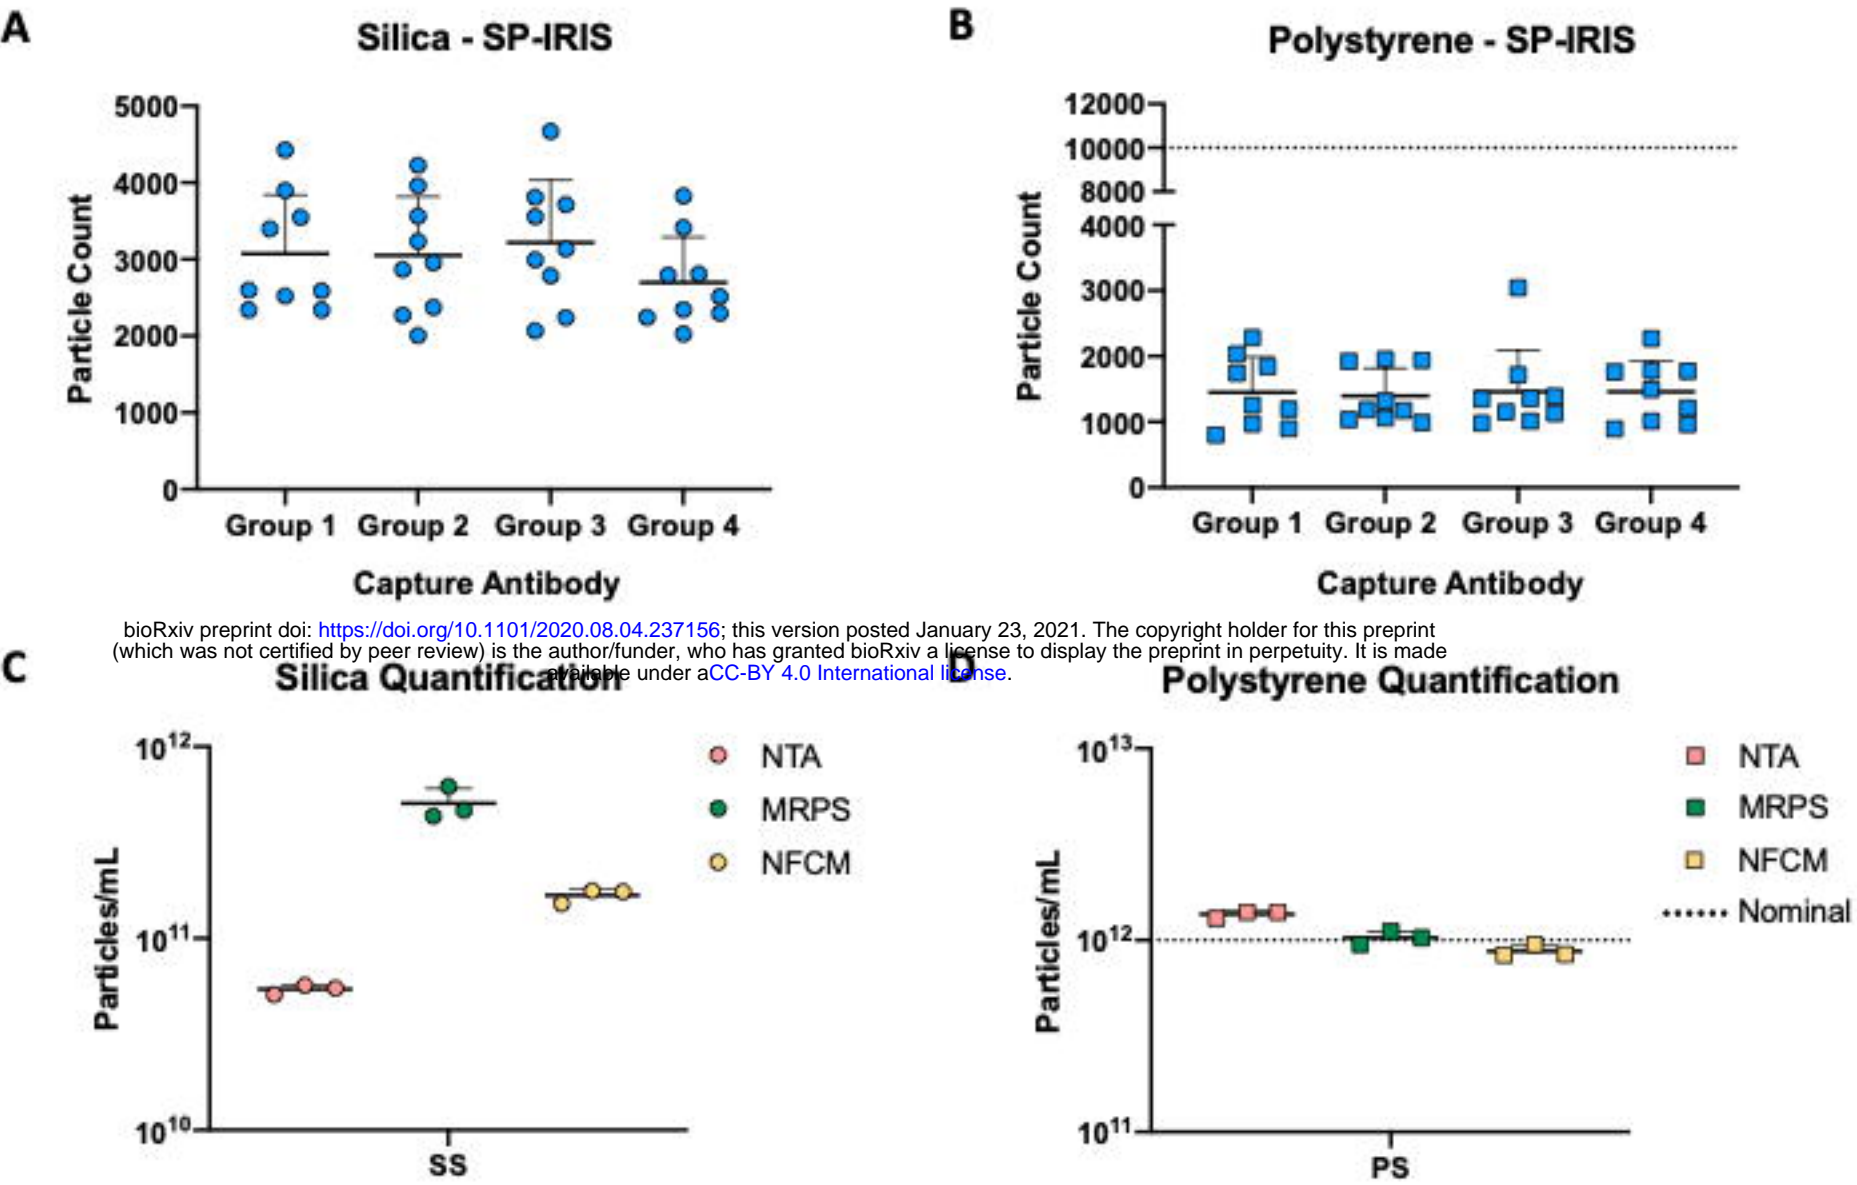 A
Silica - SP-IRIS
5000
4000
3000
2000
1000
0
Particle Count
Group 1 Group 2 Group 3 Group 4
Capture Antibody
B
Polystyrene - SP-IRIS
12000
10000
8000
4000
3000
2000
1000
0
Particle Count
Group 1 Group 2 Group 3 Group 4
Capture Antibody
bioRxiv preprint doi: https://doi.org/10.1101/2020.08.04.237156; this version posted January 23, 2021. The copyright holder for this preprint
(which was not certified by peer review) is the author/funder, who has granted bioRxiv a license to display the preprint in perpetuity. It is made
available under aCC-BY 4.0 International license.
C
Silica Quantification
10^12
10^11
10^10
Particles/mL
SS
NTA
MRPS
NFCM
D
Polystyrene Quantification
10^13
10^12
10^11
Particles/mL
PS
NTA
MRPS
NFCM
Nominal